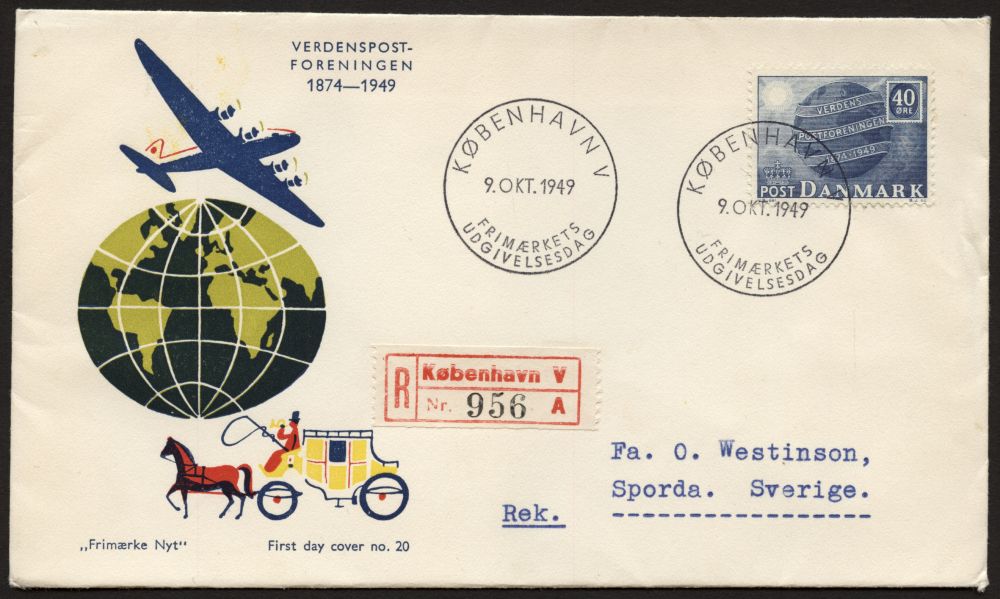 VERDENSPOST-
FORENINGEN
1874—1949
KØBENHAVN V
9.OKT.1949
FRIMÆRKETS
UDGIVELSESDAG
VERDENS
POSTFORENINGEN
1874-1949
40
ØRE
POST DANMARK
KØBENHAVN V
9.OKT.1949
FRIMÆRKETS
UDGIVELSESDAG
R
København V
Nr. 956 A
Fa. O. Westinson,
Sporda. Sverige.
Rek.
„Frimærke Nyt" First day cover no. 20